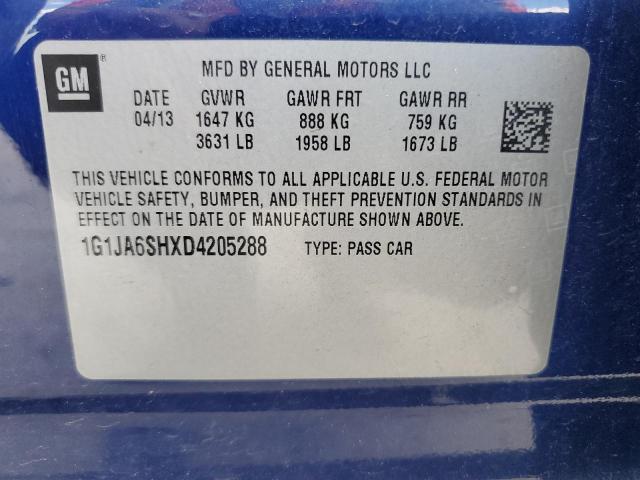 GM
®
MFD BY GENERAL MOTORS LLC
DATE GVWR GAWR FRT GAWR RR
04/13 1647 KG 888 KG 759 KG
3631 LB 1958 LB 1673 LB
THIS VEHICLE CONFORMS TO ALL APPLICABLE U.S. FEDERAL MOTOR
VEHICLE SAFETY, BUMPER, AND THEFT PREVENTION STANDARDS IN
EFFECT ON THE DATE OF MANUFACTURE SHOWN ABOVE.
1G1JA6SHXD4205288 TYPE: PASS CAR